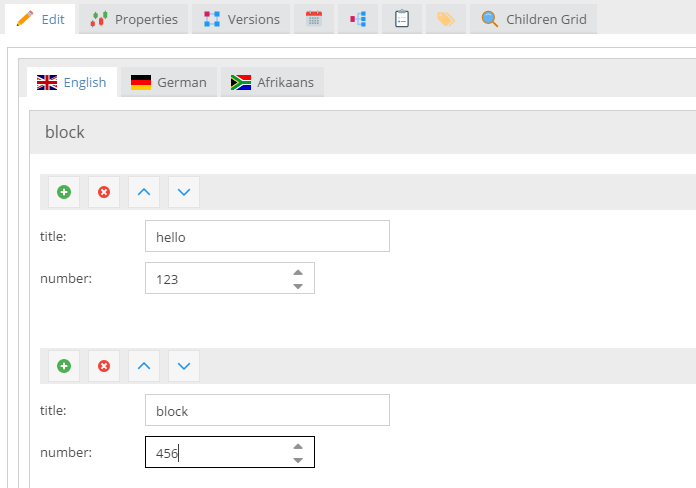 Edit Properties Versions Children Grid
English German Afrikaans
block
title: hello
number: 123
title: block
number: 456